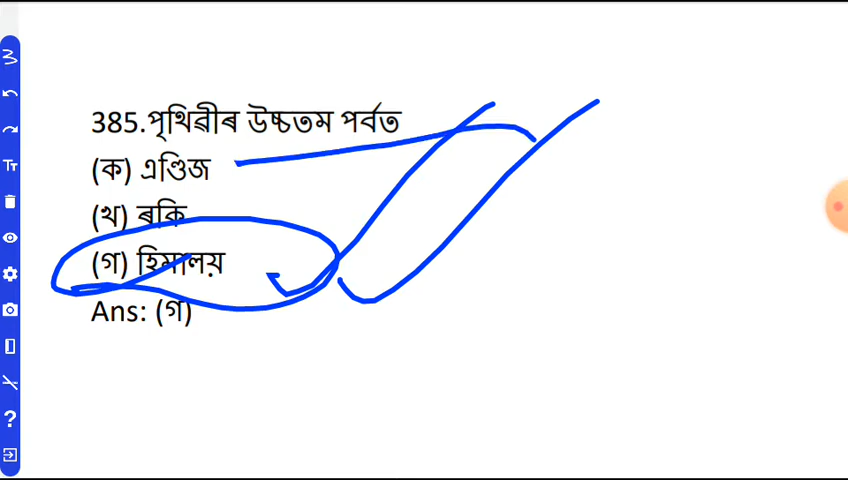 385.পৃথিৱীৰ উচ্চতম পৰ্বত
(ক) এণ্ডিজ
(খ) ৰকি
(গ) হিমালয়
Ans: (গ)